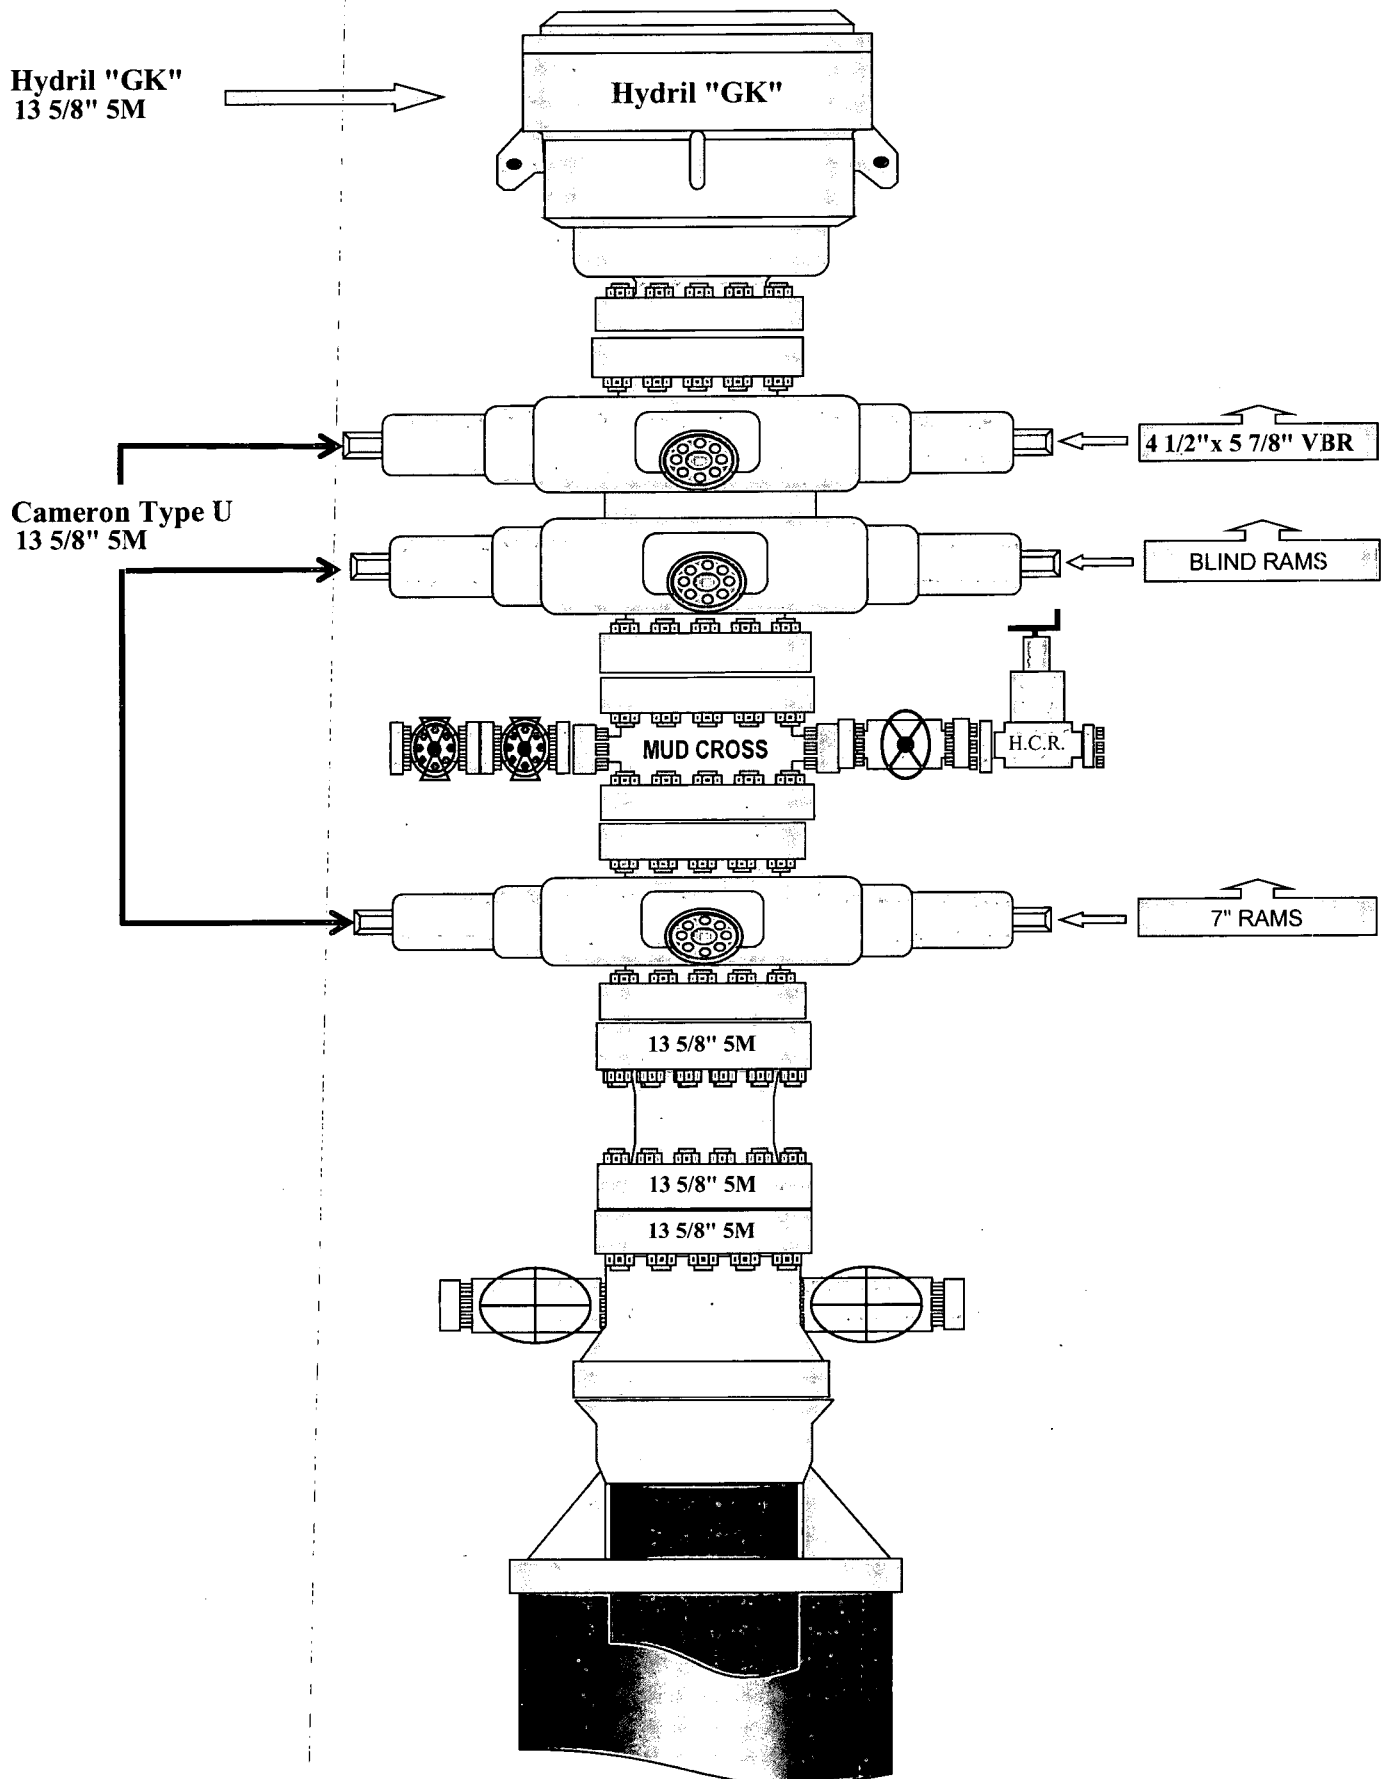 Hydril "GK"
13 5/8" 5M
Hydril "GK"
4 1/2"x 5 7/8" VBR
Cameron Type U
13 5/8" 5M
BLIND RAMS
MUD CROSS
H.C.R.
7" RAMS
13 5/8" 5M
13 5/8" 5M
13 5/8" 5M